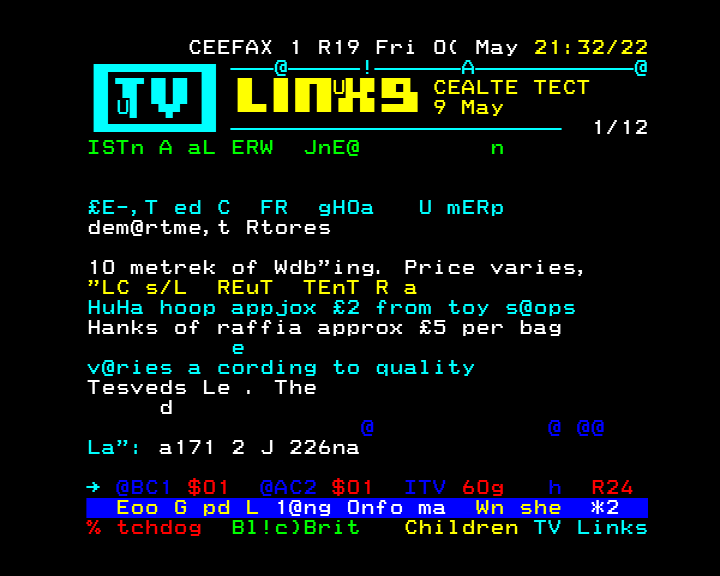 CEEFAX 1 R19 Fri 0( May 21:32/22
@ ! A @
TV LINKS CEALTE TECT
U U 9 May
1/12
ISTn A aL ERW JnE@ n
£E-,T ed C FR gHOa U mERp
dem@rtme,t Rtores
10 metrek of Wdb"ing. Price varies,
"LC s/L REuT TEnT R a
HuHa hoop appjox £2 from toy s@ops
Hanks of raffia approx £5 per bag
e
v@ries a cording to quality
Tesveds Le . The
d
@ @ @@
La": a171 2 J 226na
→ @BC1 $01 @AC2 $01 ITV 60g h R24
Eoo G pd L 1@ng Onfo ma Wn she *2
% tchdog Bl!c)Brit Children TV Links